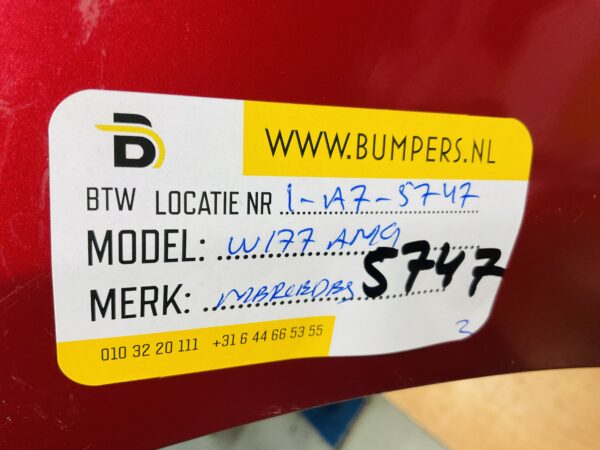 WWW.BUMPERS.NL
BTW LOCATIE NR 1-A7-5747
MODEL: W177 AMG
MERK: MERCEDES 5747
010 32 20 111 +31 6 44 66 53 55
2